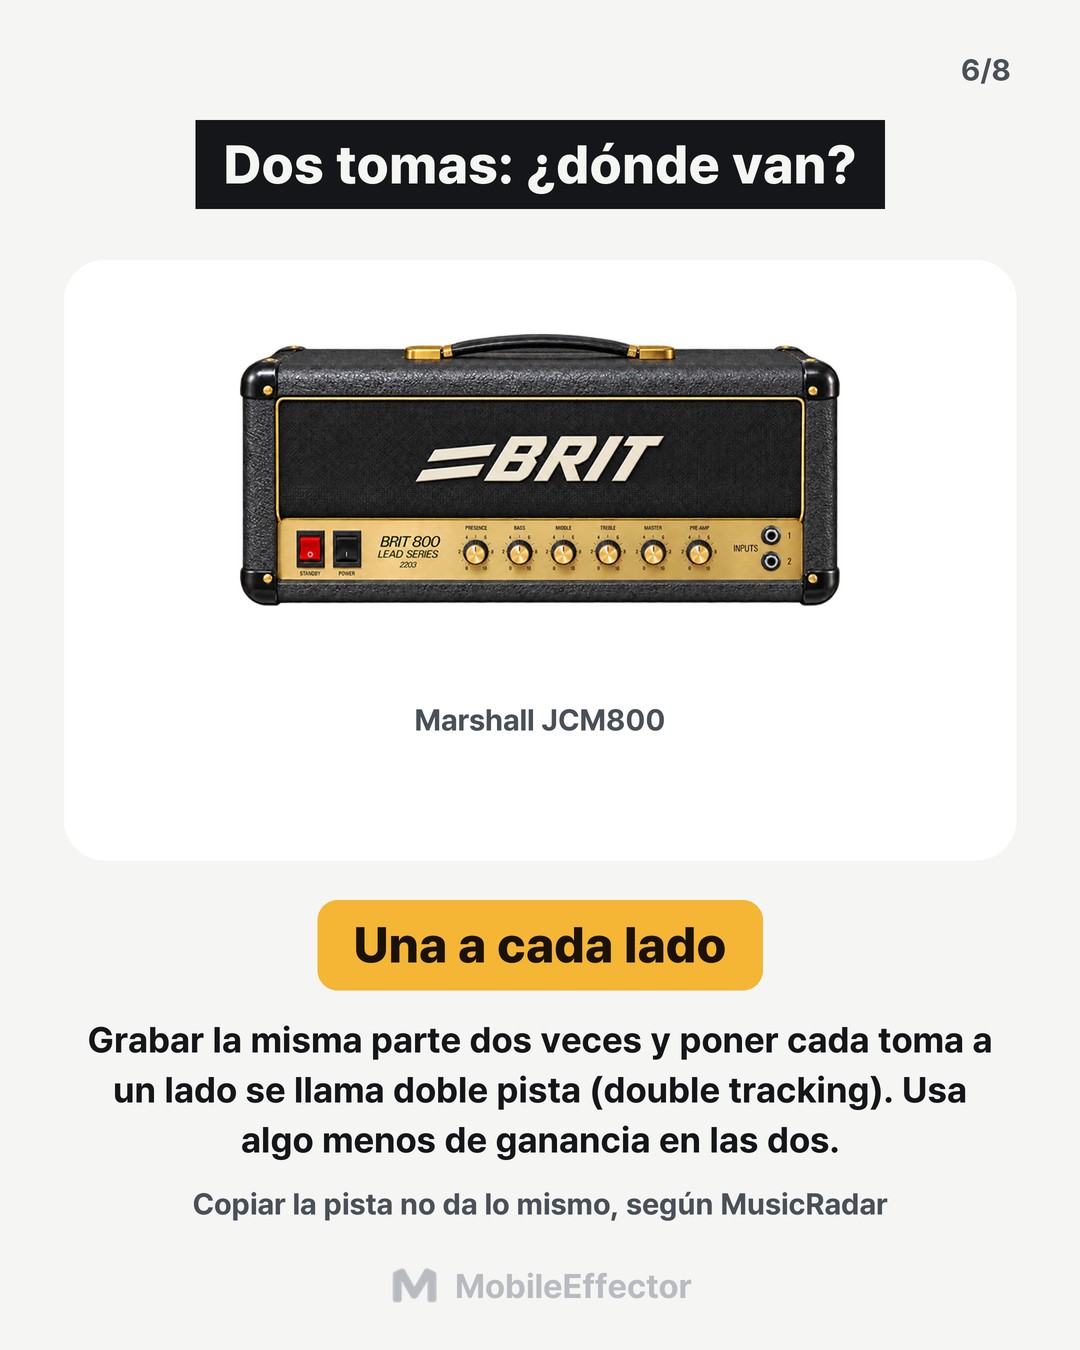 6/8
Dos tomas: ¿dónde van?
BRIT
PRESENCE BASS MIDDLE TREBLE MASTER PRE-AMP
BRIT 800
LEAD SERIES
2203
INPUTS
1
2
STANDBY POWER
Marshall JCM800
Una a cada lado
Grabar la misma parte dos veces y poner cada toma a
un lado se llama doble pista (double tracking). Usa
algo menos de ganancia en las dos.
Copiar la pista no da lo mismo, según MusicRadar
MobileEffector